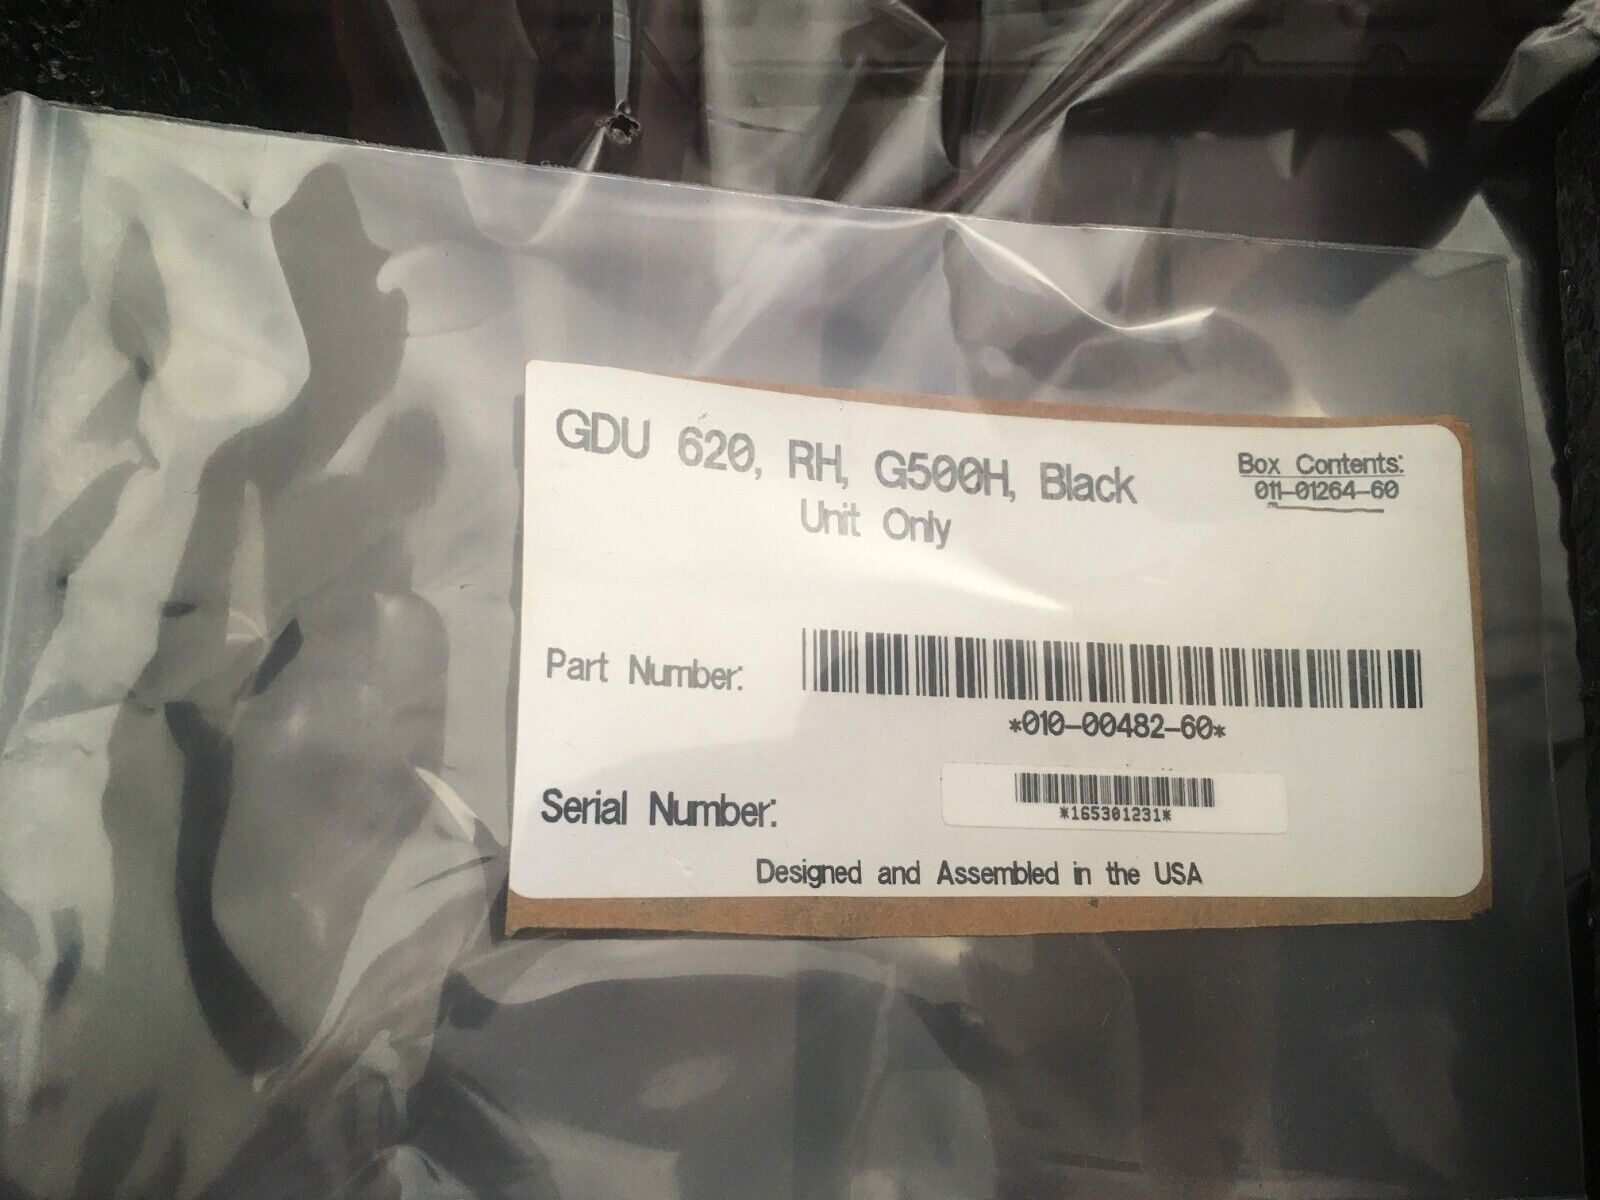 GDU 620, RH, G500H, Black
Unit Only
Box Contents:
011-01264-60
Part Number:
*010-00482-60*
Serial Number:
*165301231*
Designed and Assembled in the USA